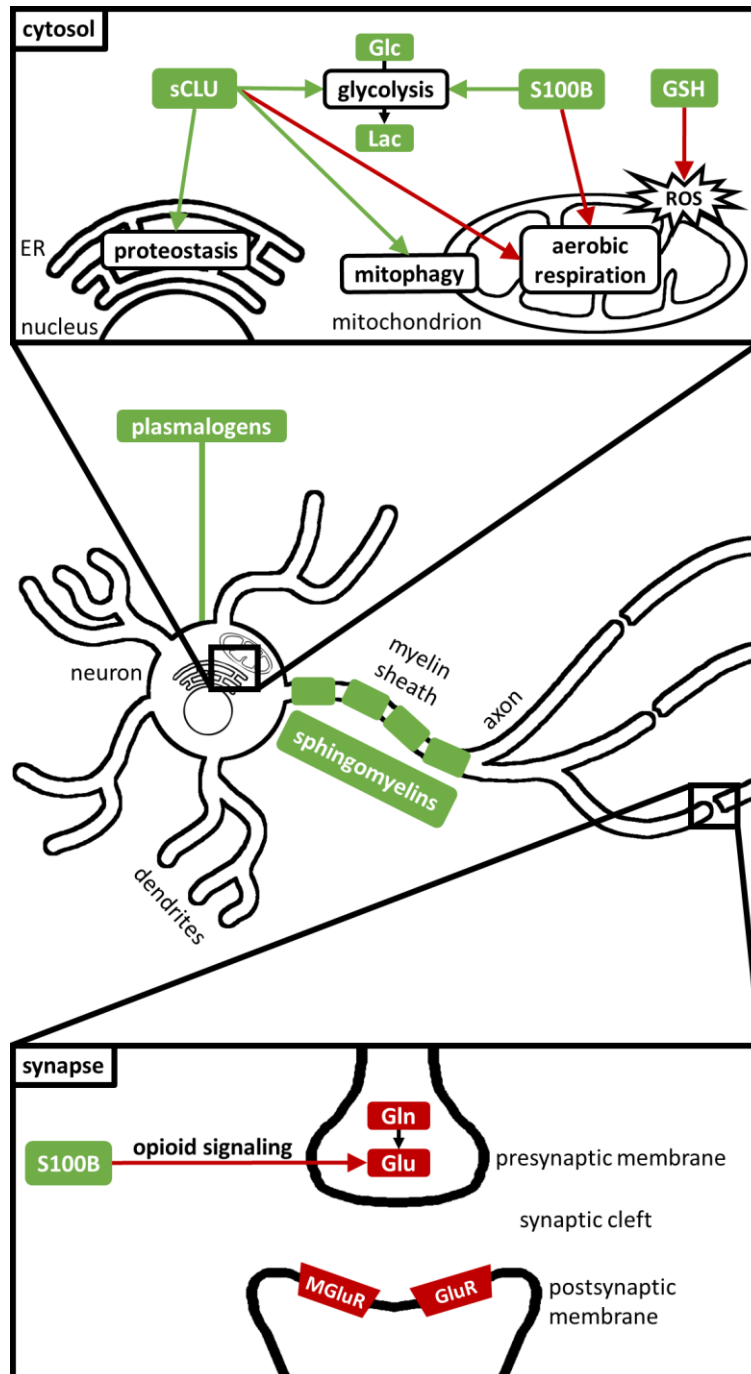 cytosol
Glc
sCLU
glycolysis
S100B
GSH
Lac
ROS
ER
proteostasis
mitophagy
aerobic
respiration
nucleus
mitochondrion
plasmalogens
neuron
myelin
sheath
axon
sphingomyelins
dendrites
synapse
Gln
S100B
opioid signaling
Glu
presynaptic membrane
synaptic cleft
MGluR
GluR
postsynaptic
membrane